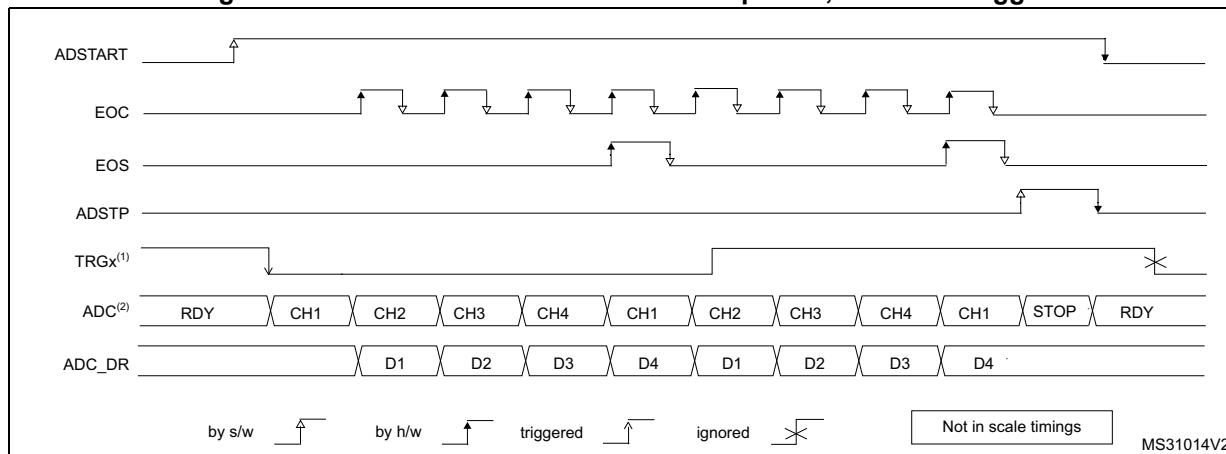 ADSTART
EOC
EOS
ADSTP
TRGx(1)
ADC(2) RDY CH1 CH2 CH3 CH4 CH1 CH2 CH3 CH4 CH1 STOP RDY
ADC_DR D1 D2 D3 D4 D1 D2 D3 D4
by s/w by h/w triggered ignored Not in scale timings
MS31014V2